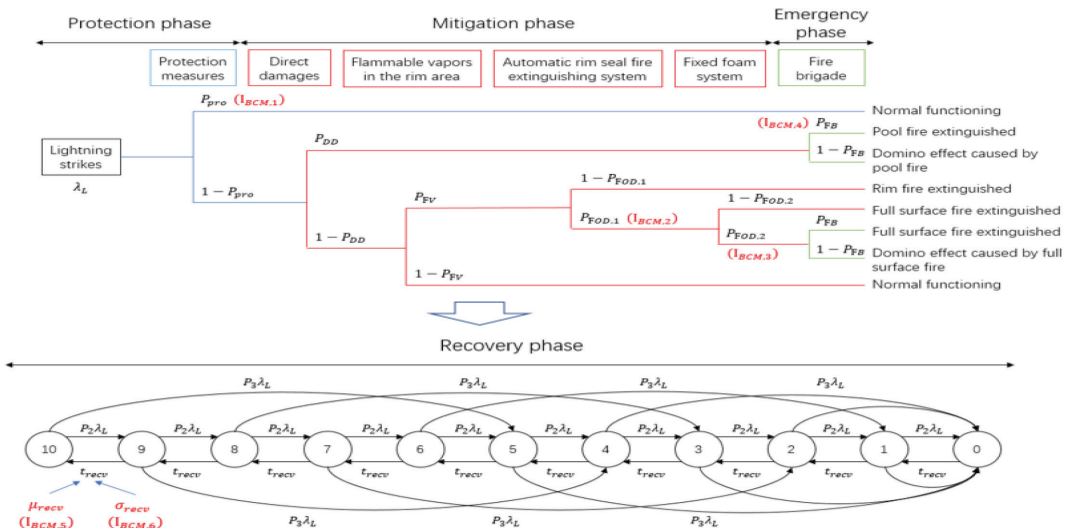 Protection phase
Mitigation phase
Emergency
phase
Protection
measures
Direct
damages
Flammable vapors
in the rim area
Automatic rim seal fire
extinguishing system
Fixed foam
system
Fire
brigade
P_pro (I_BCM,1)
Normal functioning
(I_BCM,4)
P_FB
Pool fire extinguished
P_DD
1 − P_FB
Domino effect caused by
pool fire
Lightning
strikes
λ_L
1 − P_pro
1 − P_FOD,1
Rim fire extinguished
P_FV
1 − P_FOD,2
Full surface fire extinguished
P_FOD,1 (I_BCM,2)
P_FB
Full surface fire extinguished
1 − P_DD
P_FOD,2
(I_BCM,3)
1 − P_FB
Domino effect caused by full
surface fire
1 − P_FV
Normal functioning
Recovery phase
P_3λ_L P_3λ_L P_3λ_L P_3λ_L
P_2λ_L P_2λ_L P_2λ_L P_2λ_L P_2λ_L P_2λ_L P_2λ_L P_2λ_L P_2λ_L P_2λ_L
10 9 8 7 6 5 4 3 2 1 0
t_recv t_recv t_recv t_recv t_recv t_recv t_recv t_recv t_recv t_recv
μ_recv σ_recv
(I_BCM,5) (I_BCM,6)
P_3λ_L P_3λ_L